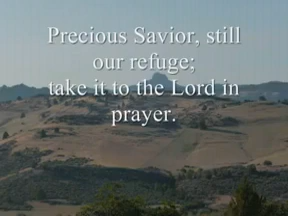 Precious Savior, still
our refuge;
take it to the Lord in
prayer.